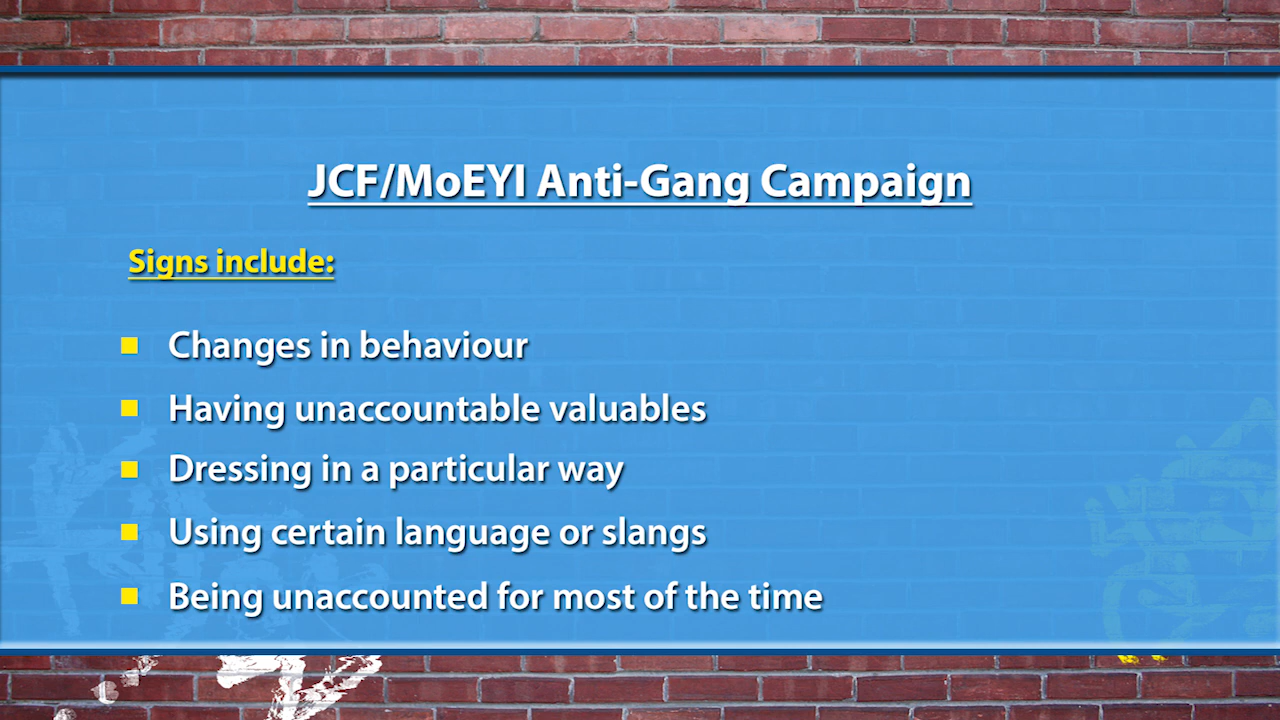 JCF/MoEYI Anti-Gang Campaign
Signs include:
Changes in behaviour
Having unaccountable valuables
Dressing in a particular way
Using certain language or slangs
Being unaccounted for most of the time